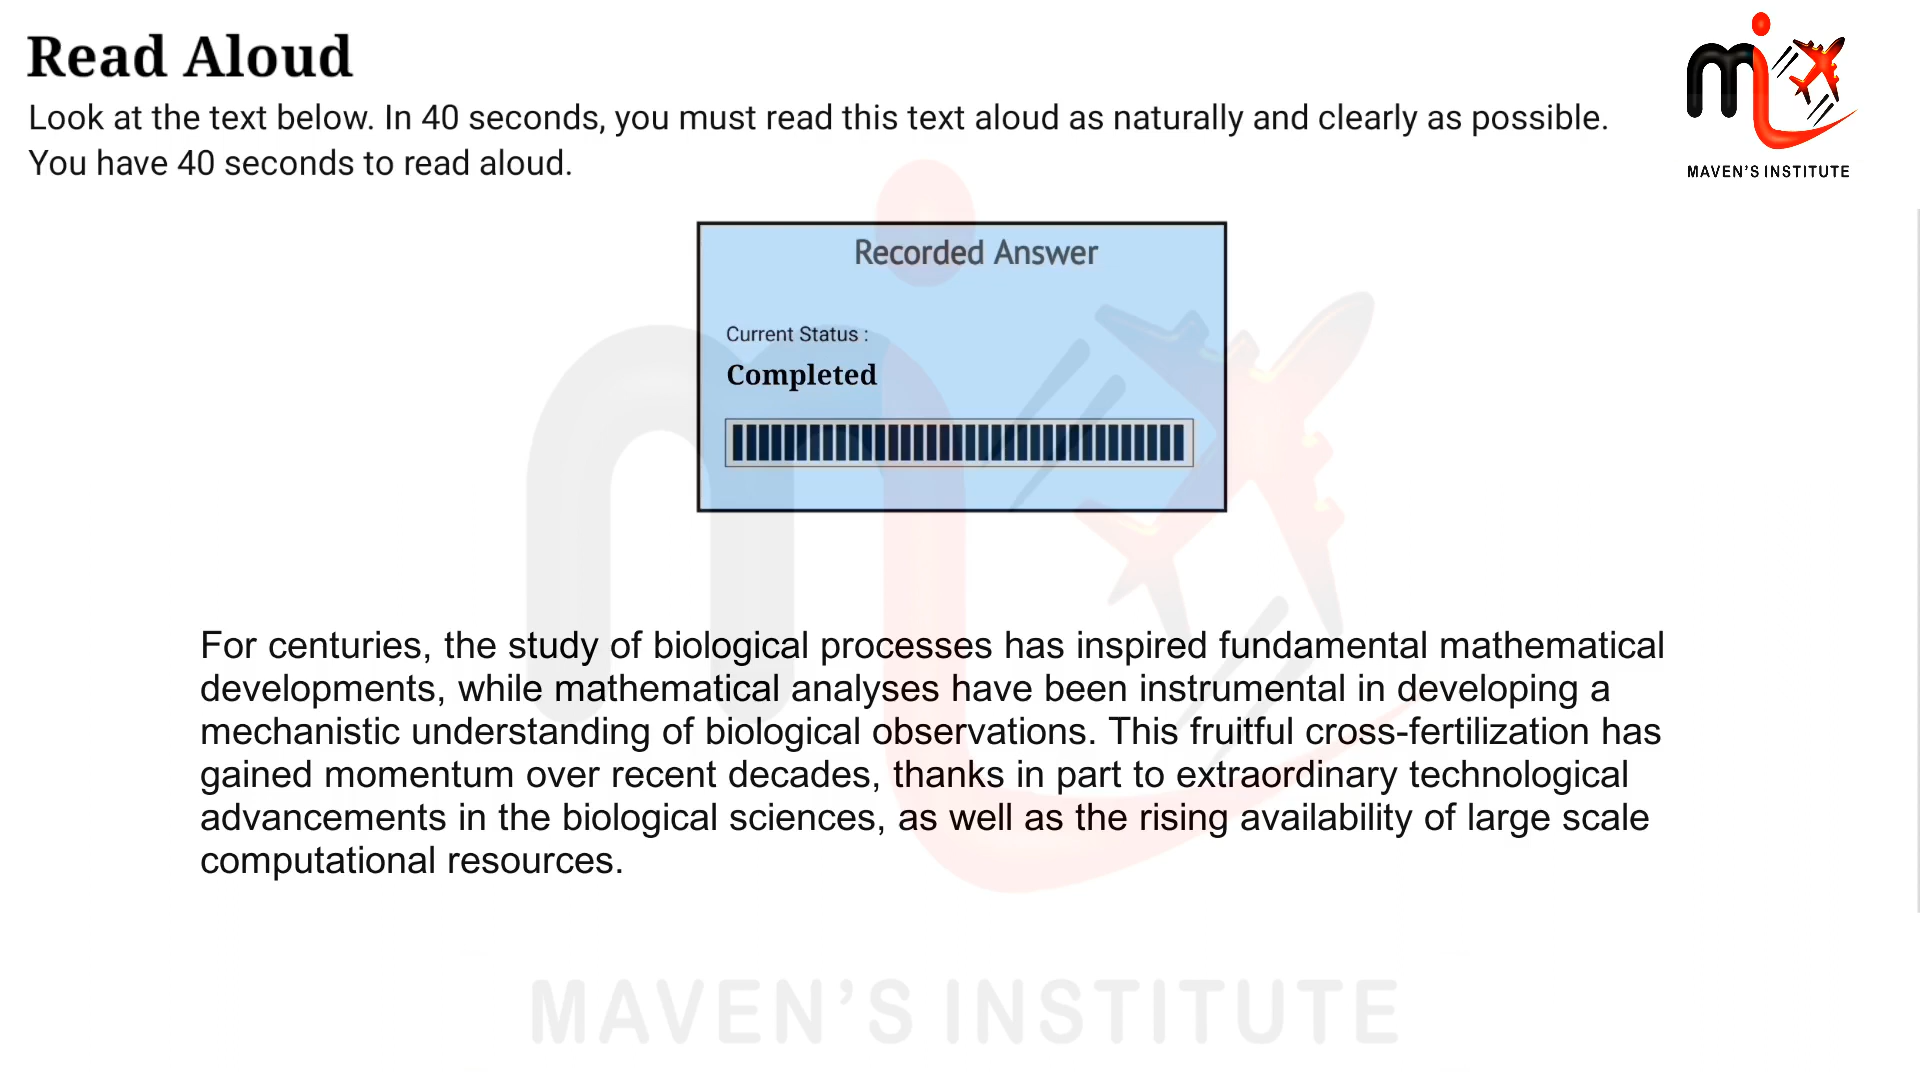 Read Aloud
Look at the text below. In 40 seconds, you must read this text aloud as naturally and clearly as possible.
You have 40 seconds to read aloud.
mi
MAVEN'S INSTITUTE
Recorded Answer
Current Status :
Completed
For centuries, the study of biological processes has inspired fundamental mathematical
developments, while mathematical analyses have been instrumental in developing a
mechanistic understanding of biological observations. This fruitful cross-fertilization has
gained momentum over recent decades, thanks in part to extraordinary technological
advancements in the biological sciences, as well as the rising availability of large scale
computational resources.
MAVEN'S INSTITUTE